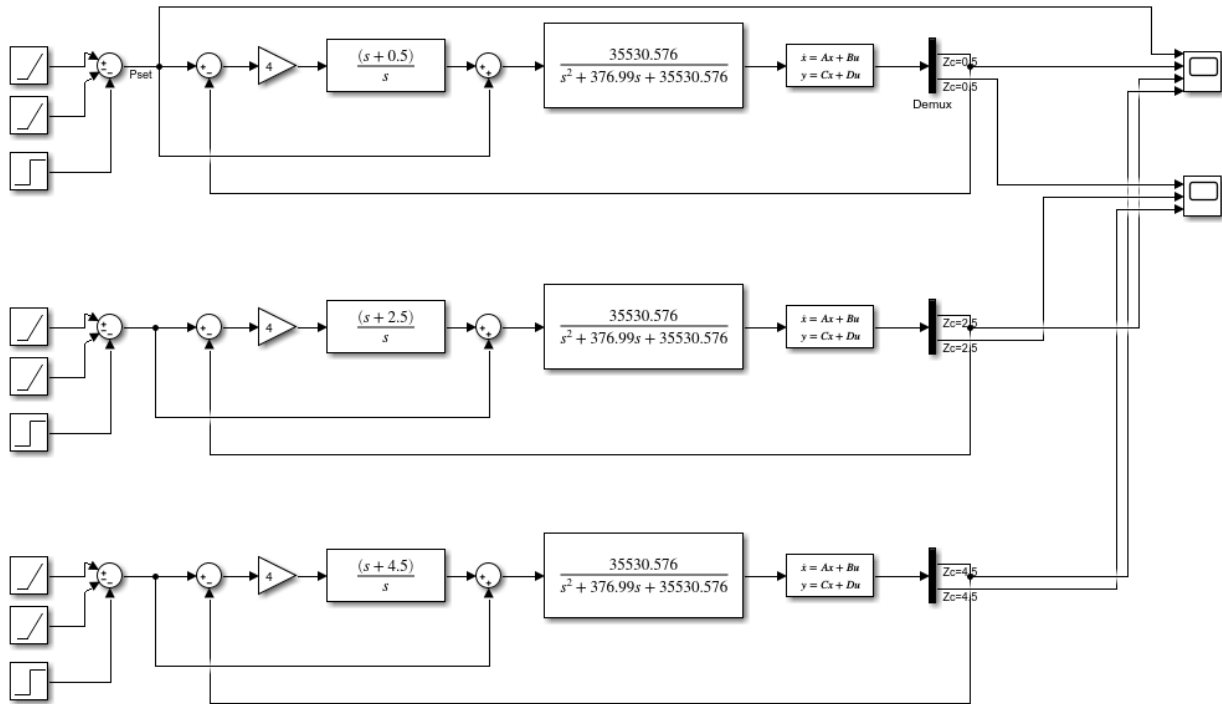 Pset
4
(s + 0.5)
s
35530.576
s² + 376.99s + 35530.576
ẋ = Ax + Bu
y = Cx + Du
Zc=0.5
Zc=0.5
Demux
4
(s + 2.5)
s
35530.576
s² + 376.99s + 35530.576
ẋ = Ax + Bu
y = Cx + Du
Zc=2.5
Zc=2.5
4
(s + 4.5)
s
35530.576
s² + 376.99s + 35530.576
ẋ = Ax + Bu
y = Cx + Du
Zc=4.5
Zc=4.5